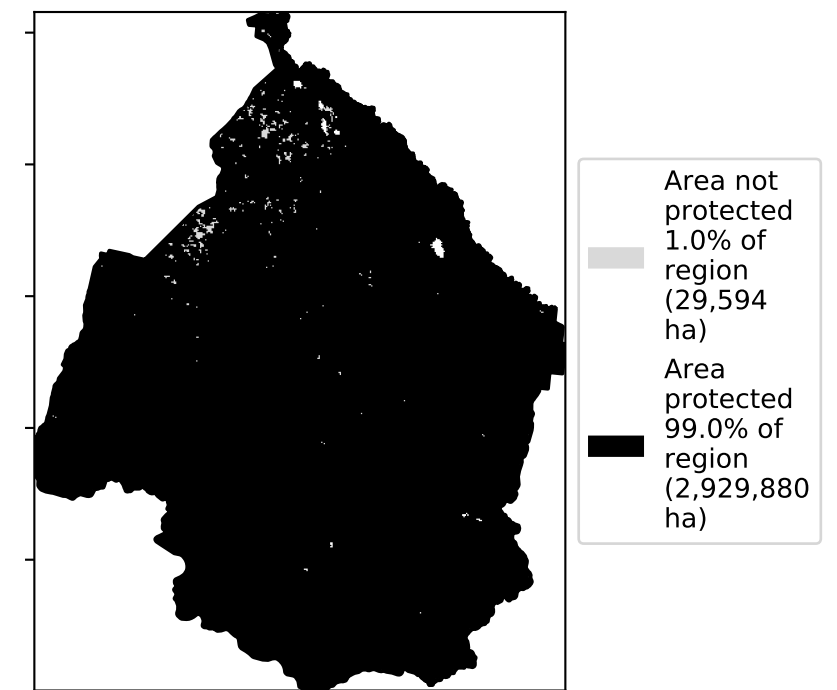 Area not
protected
1.0% of
region
(29,594
ha)
Area
protected
99.0% of
region
(2,929,880
ha)